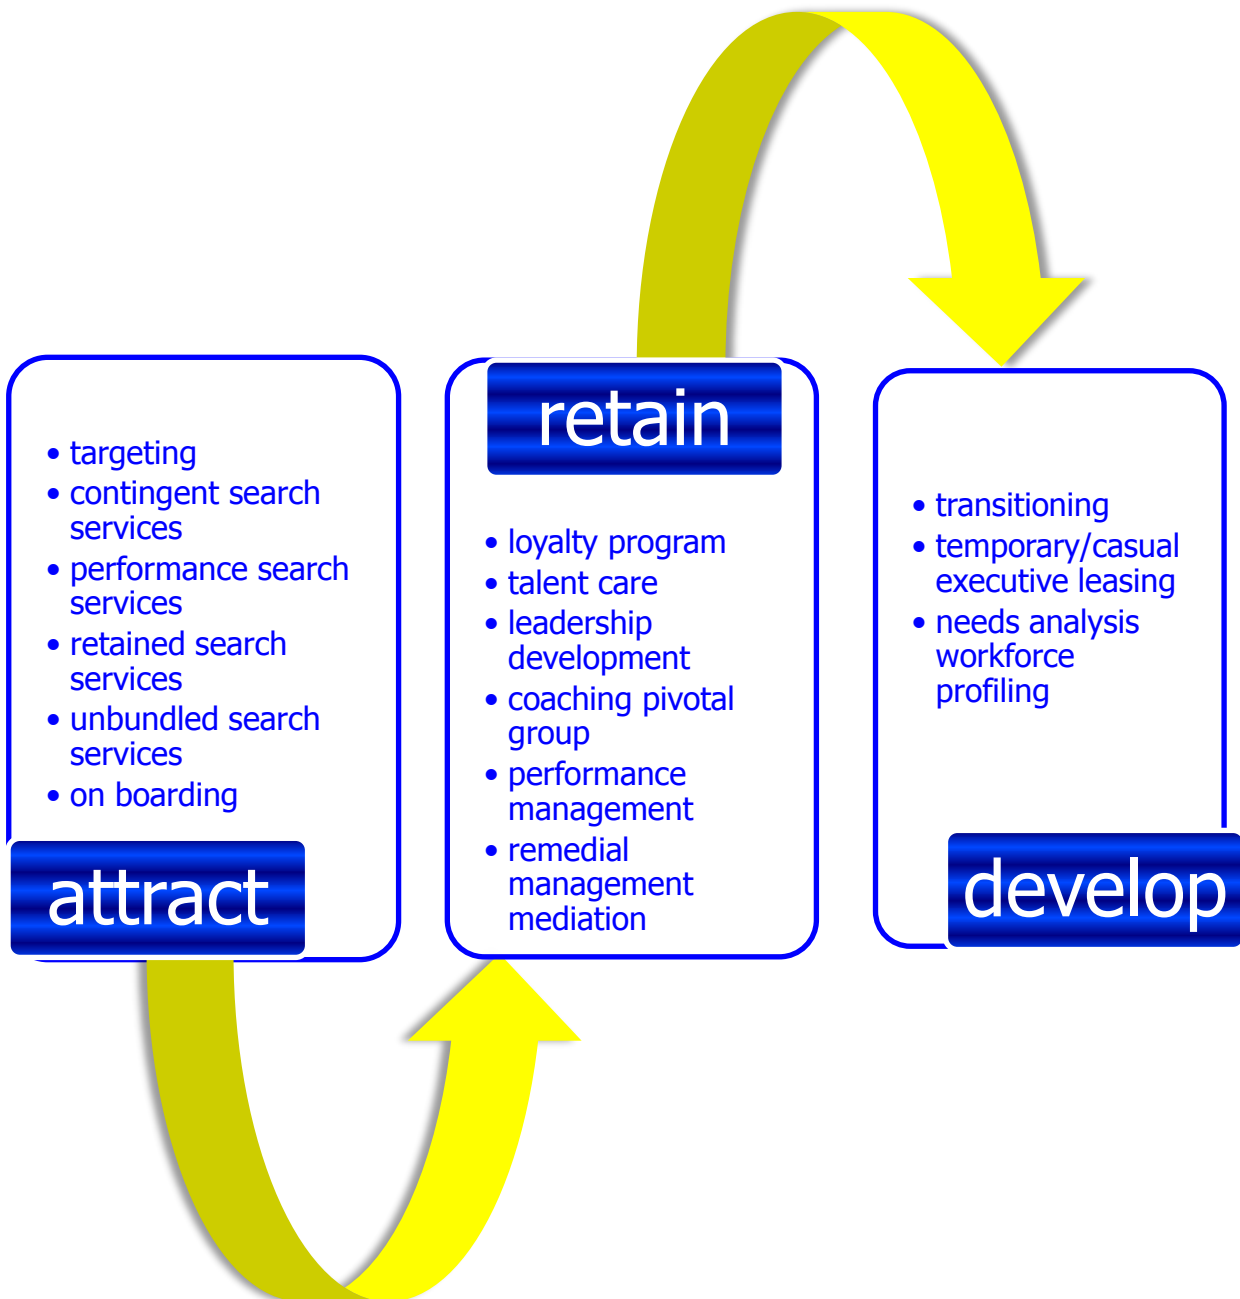 • targeting
• contingent search
services
• performance search
services
• retained search
services
• unbundled search
services
• on boarding
attract
retain
• loyalty program
• talent care
• leadership
development
• coaching pivotal
group
• performance
management
• remedial
management
mediation
• transitioning
• temporary/casual
executive leasing
• needs analysis
workforce
profiling
develop